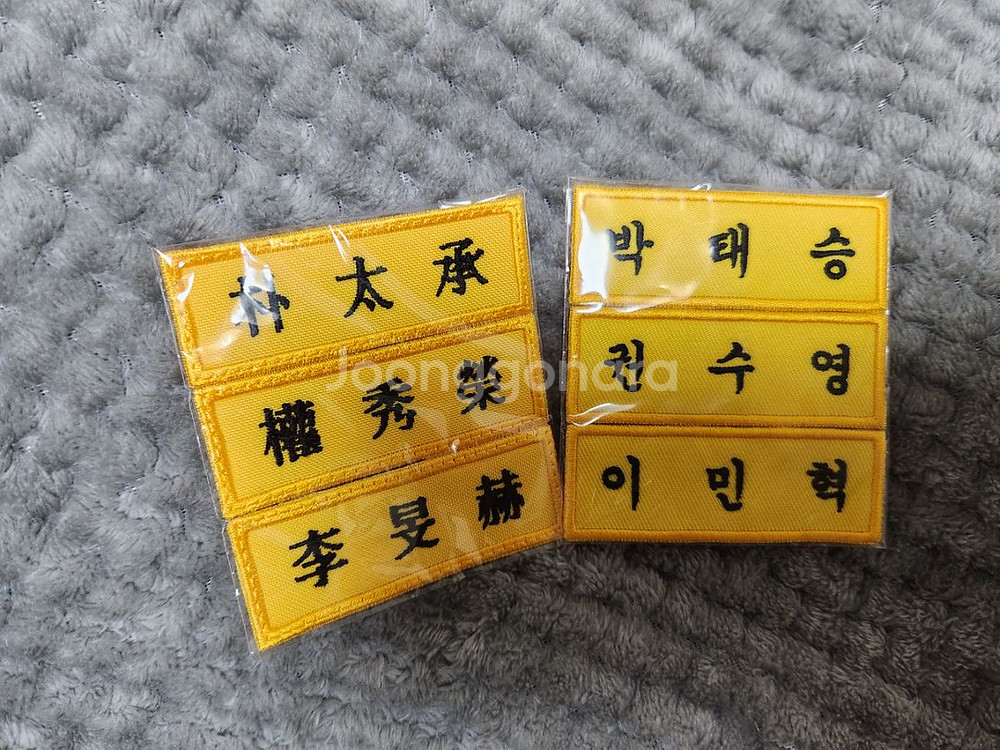 朴太承
權秀榮
李旻赫
박태승
권수영
이민혁
Joonggonara